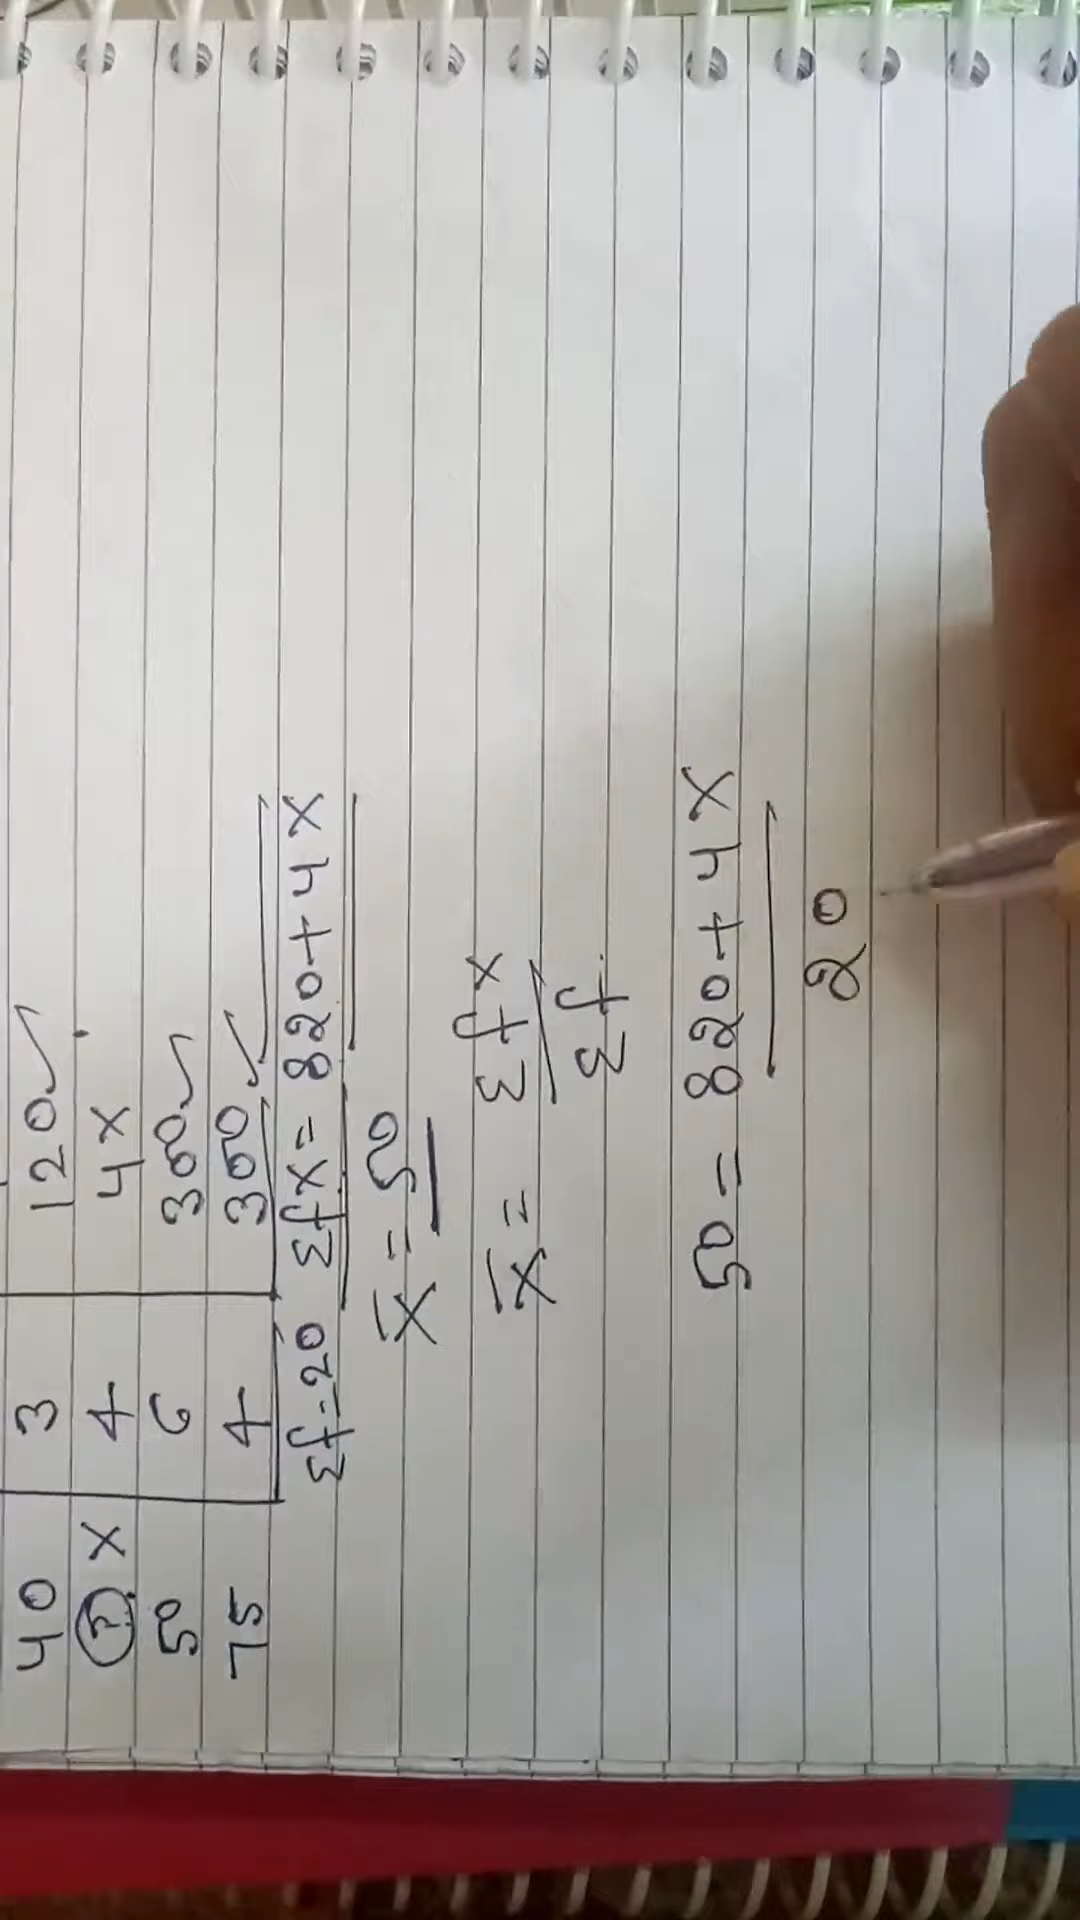 40 3 120 ✓
? X 4 4X
50 6 300 ✓
75 4 300 ✓
Σf=20 Σfx = 820+4X
X̅ = 50
X̅ = Σfx
Σf
50 = 820+4X
20